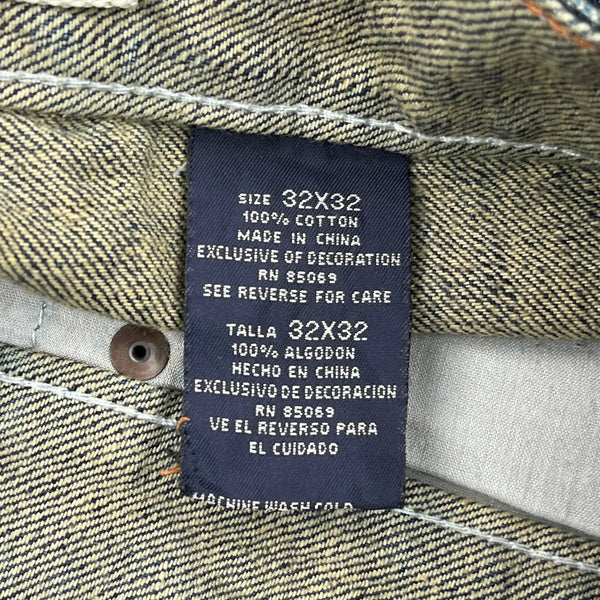 SIZE 32X32
100% COTTON
MADE IN CHINA
EXCLUSIVE OF DECORATION
RN 85069
SEE REVERSE FOR CARE
TALLA 32X32
100% ALGODON
HECHO EN CHINA
EXCLUSIVO DE DECORACION
RN 85069
VE EL REVERSO PARA
EL CUIDADO
MACHINE WASH COLD